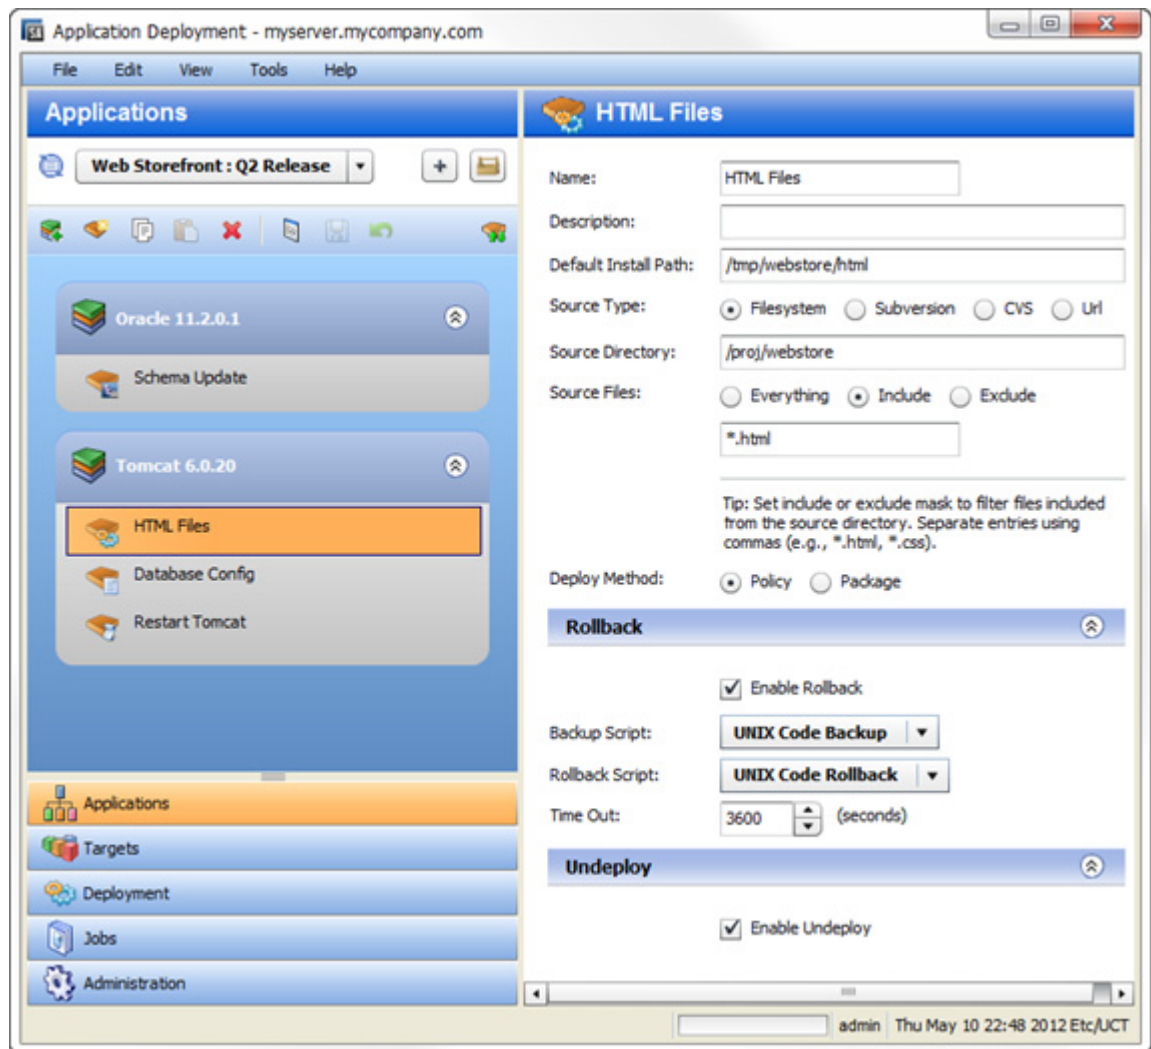 Application Deployment - myserver.mycompany.com
File Edit View Tools Help
Applications
Web Storefront : Q2 Release
Oracle 11.2.0.1
Schema Update
Tomcat 6.0.20
HTML Files
Database Config
Restart Tomcat
Applications
Targets
Deployment
Jobs
Administration
HTML Files
Name: HTML Files
Description:
Default Install Path: /tmp/webstore/html
Source Type: Filesystem Subversion CVS Url
Source Directory: /proj/webstore
Source Files: Everything Include Exclude
*.html
Tip: Set include or exclude mask to filter files included
from the source directory. Separate entries using
commas (e.g., *.html, *.css).
Deploy Method: Policy Package
Rollback
Enable Rollback
Backup Script: UNIX Code Backup
Rollback Script: UNIX Code Rollback
Time Out: 3600 (seconds)
Undeploy
Enable Undeploy
admin Thu May 10 22:48 2012 Etc/UCT